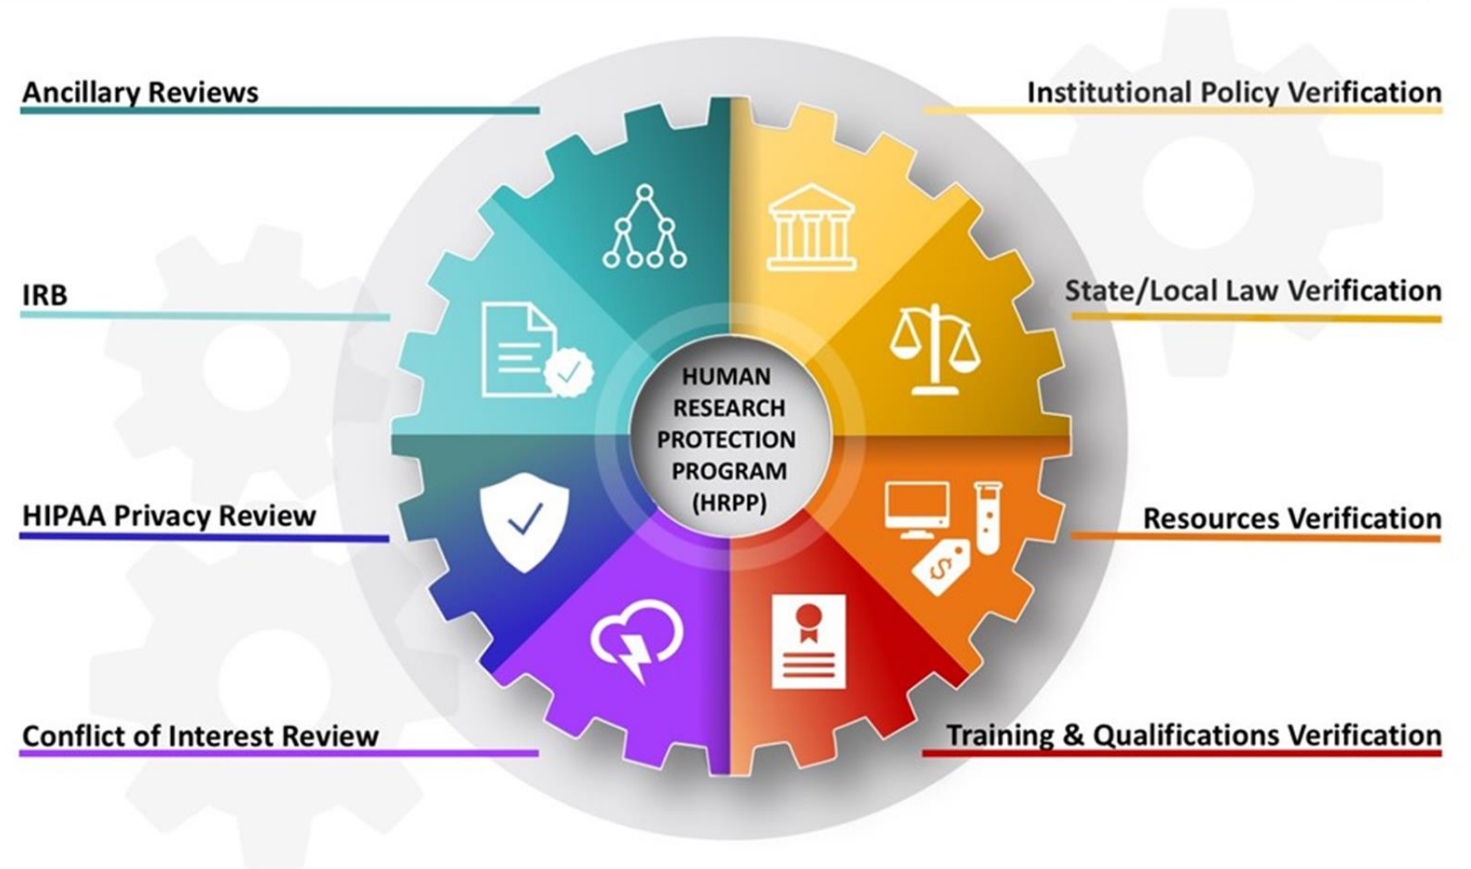 Ancillary Reviews
Institutional Policy Verification
IRB
State/Local Law Verification
HUMAN
RESEARCH
PROTECTION
PROGRAM
(HRPP)
HIPAA Privacy Review
Resources Verification
$
Conflict of Interest Review
Training & Qualifications Verification